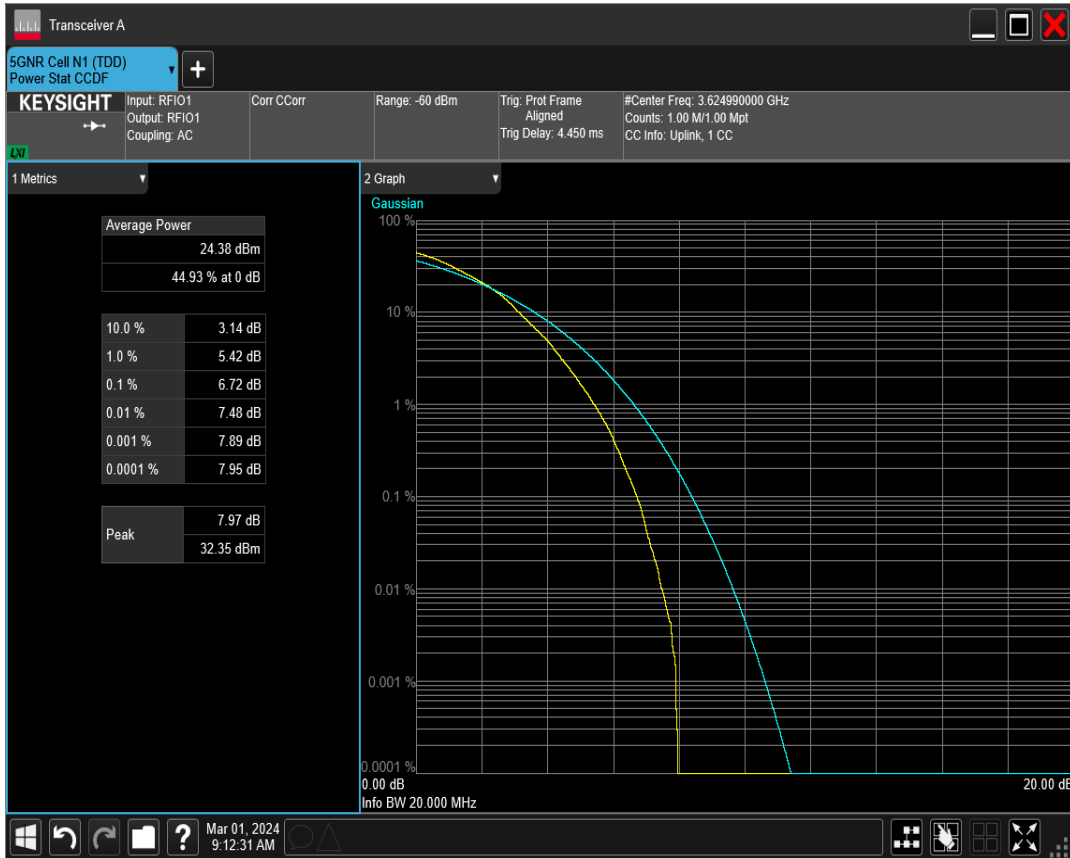 Transceiver A
5GNR Cell N1 (TDD)
Power Stat CCDF
+
KEYSIGHT
LXI
Input: RFIO1
Output: RFIO1
Coupling: AC
Corr CCorr
Range: -60 dBm
Trig: Prot Frame
Aligned
Trig Delay: 4.450 ms
#Center Freq: 3.624990000 GHz
Counts: 1.00 M/1.00 Mpt
CC Info: Uplink, 1 CC
1 Metrics
Average Power
24.38 dBm
44.93 % at 0 dB
10.0 % 3.14 dB
1.0 % 5.42 dB
0.1 % 6.72 dB
0.01 % 7.48 dB
0.001 % 7.89 dB
0.0001 % 7.95 dB
Peak
7.97 dB
32.35 dBm
2 Graph
Gaussian
100 %
10 %
1 %
0.1 %
0.01 %
0.001 %
0.0001 %
0.00 dB 20.00 dB
Info BW 20.000 MHz
?
Mar 01, 2024
9:12:31 AM